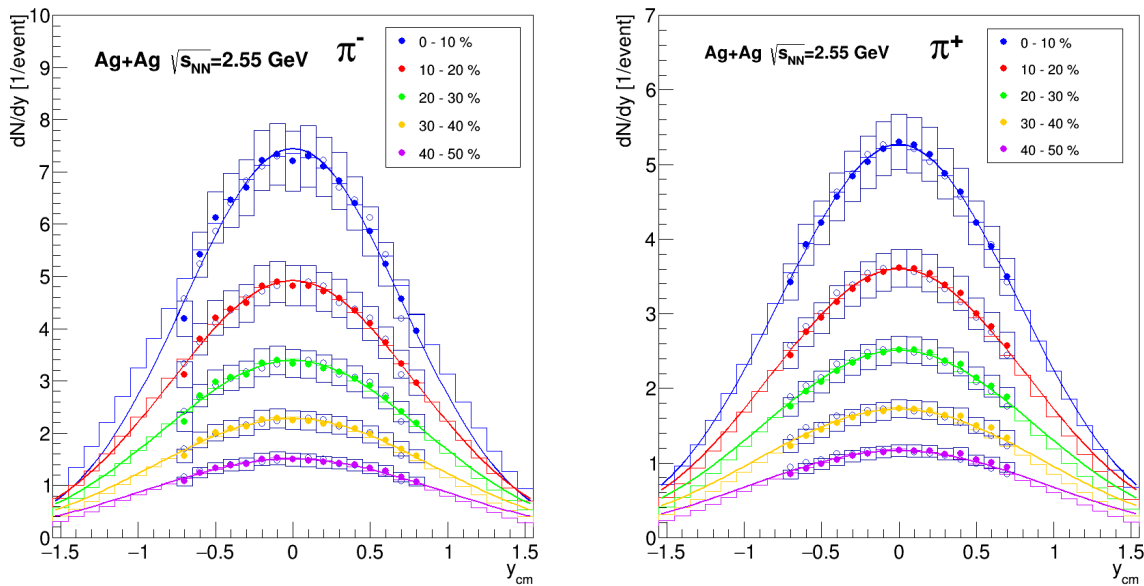 dN/dy [1/event]
10
9
8
7
6
5
4
3
2
1
0
Ag+Ag √s_NN=2.55 GeV π⁻
0 - 10 %
10 - 20 %
20 - 30 %
30 - 40 %
40 - 50 %
−1.5 −1 −0.5 0 0.5 1 1.5
y_cm
dN/dy [1/event]
7
6
5
4
3
2
1
0
Ag+Ag √s_NN=2.55 GeV π⁺
0 - 10 %
10 - 20 %
20 - 30 %
30 - 40 %
40 - 50 %
−1.5 −1 −0.5 0 0.5 1 1.5
y_cm